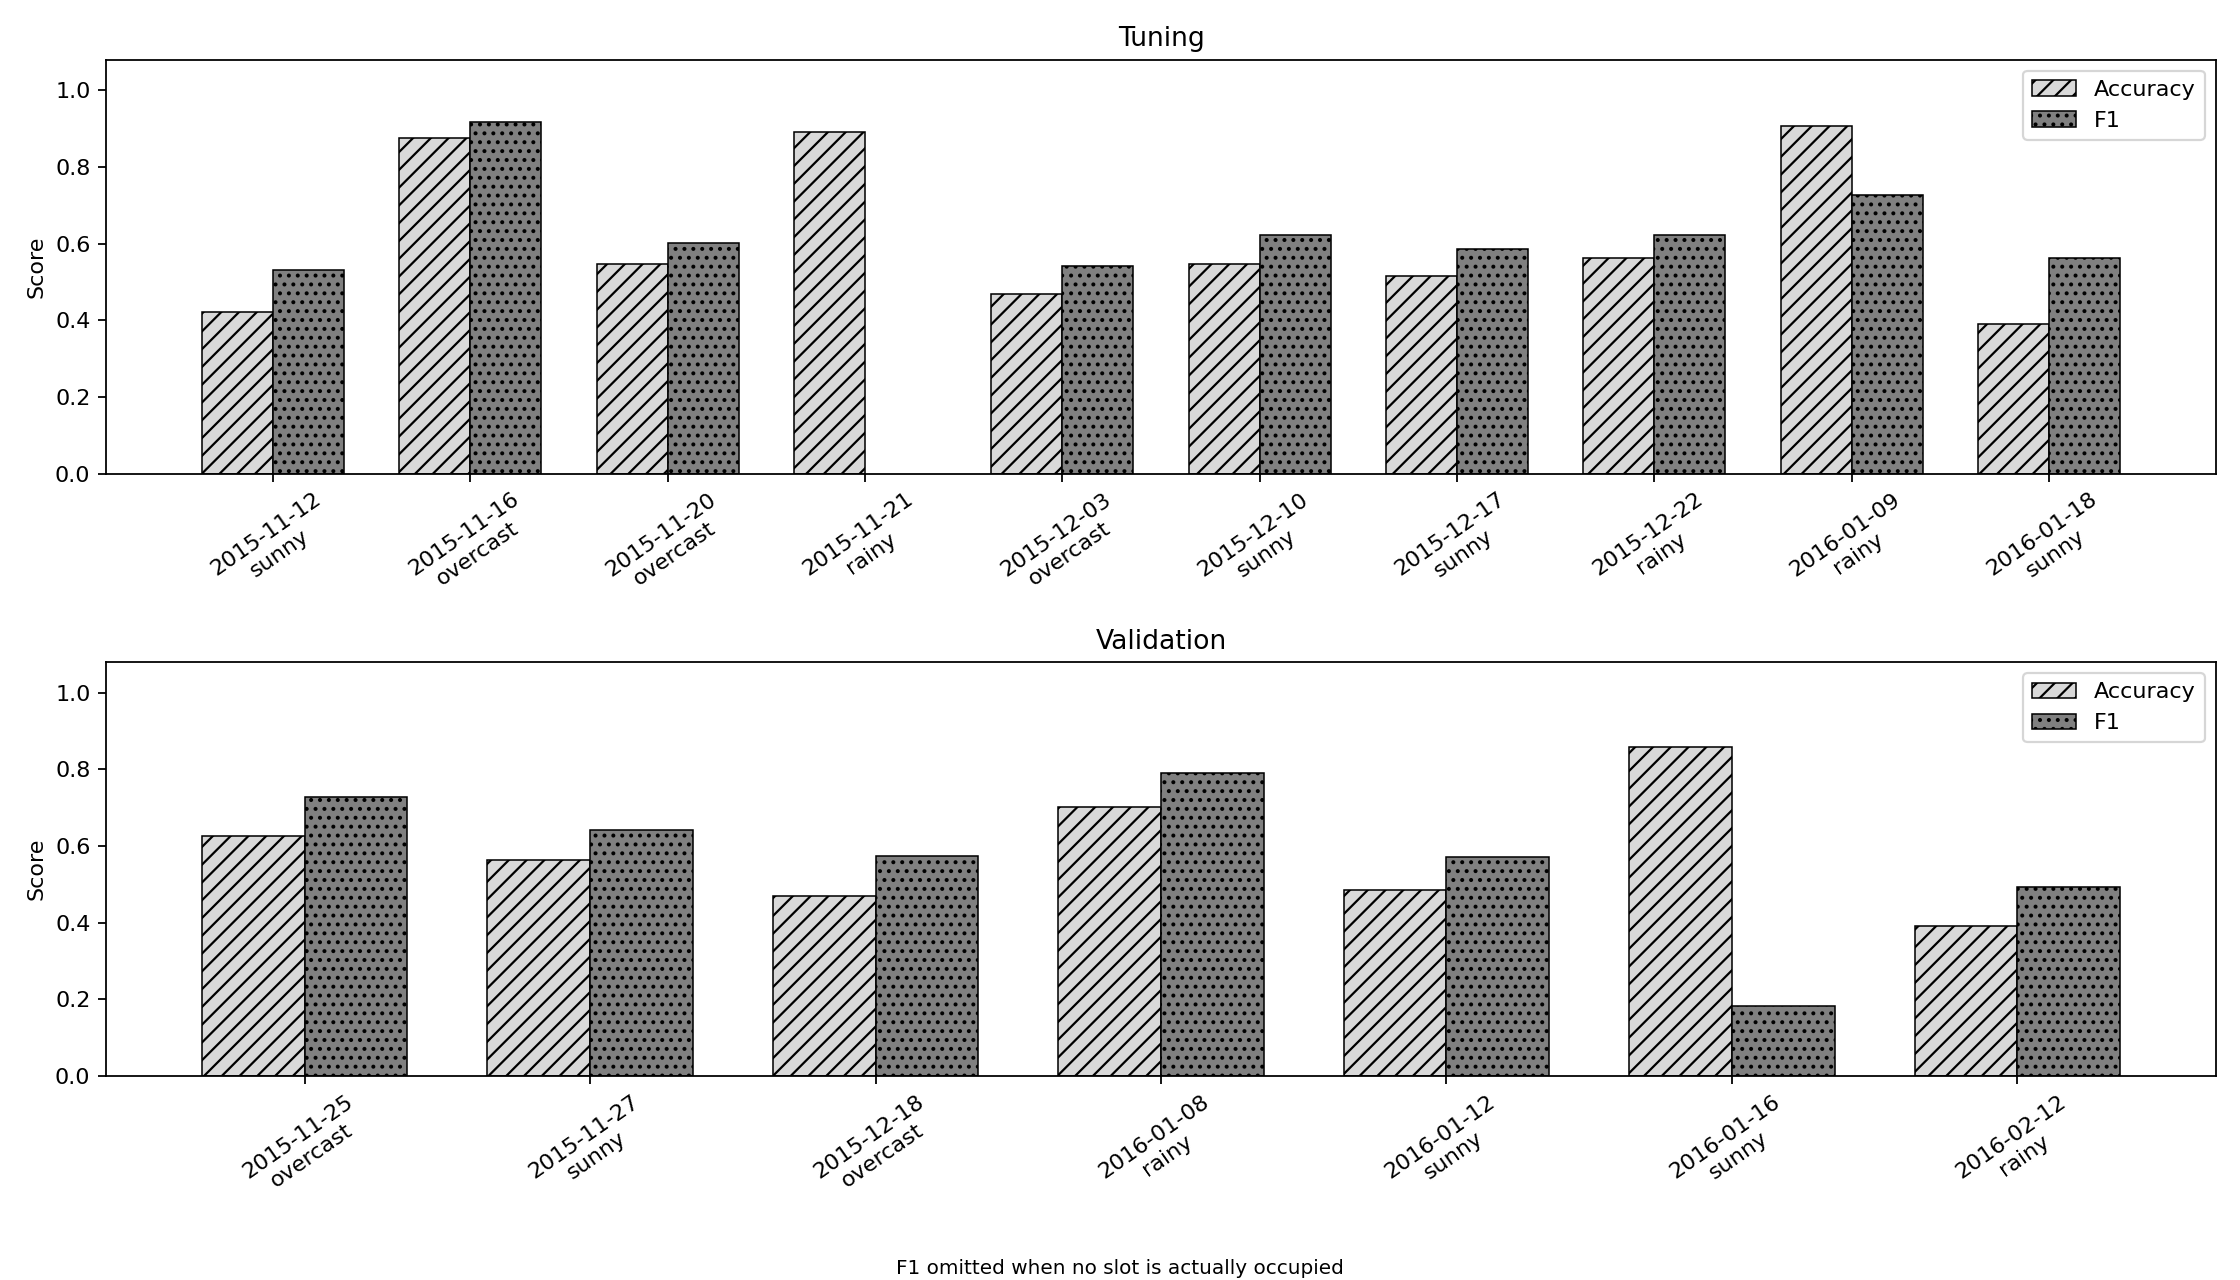 Tuning
Accuracy
F1
Score
1.0
0.8
0.6
0.4
0.2
0.0
2015-11-12
sunny
2015-11-16
overcast
2015-11-20
overcast
2015-11-21
rainy
2015-12-03
overcast
2015-12-10
sunny
2015-12-17
sunny
2015-12-22
rainy
2016-01-09
rainy
2016-01-18
sunny
Validation
Accuracy
F1
Score
1.0
0.8
0.6
0.4
0.2
0.0
2015-11-25
overcast
2015-11-27
sunny
2015-12-18
overcast
2016-01-08
rainy
2016-01-12
sunny
2016-01-16
sunny
2016-02-12
rainy
F1 omitted when no slot is actually occupied